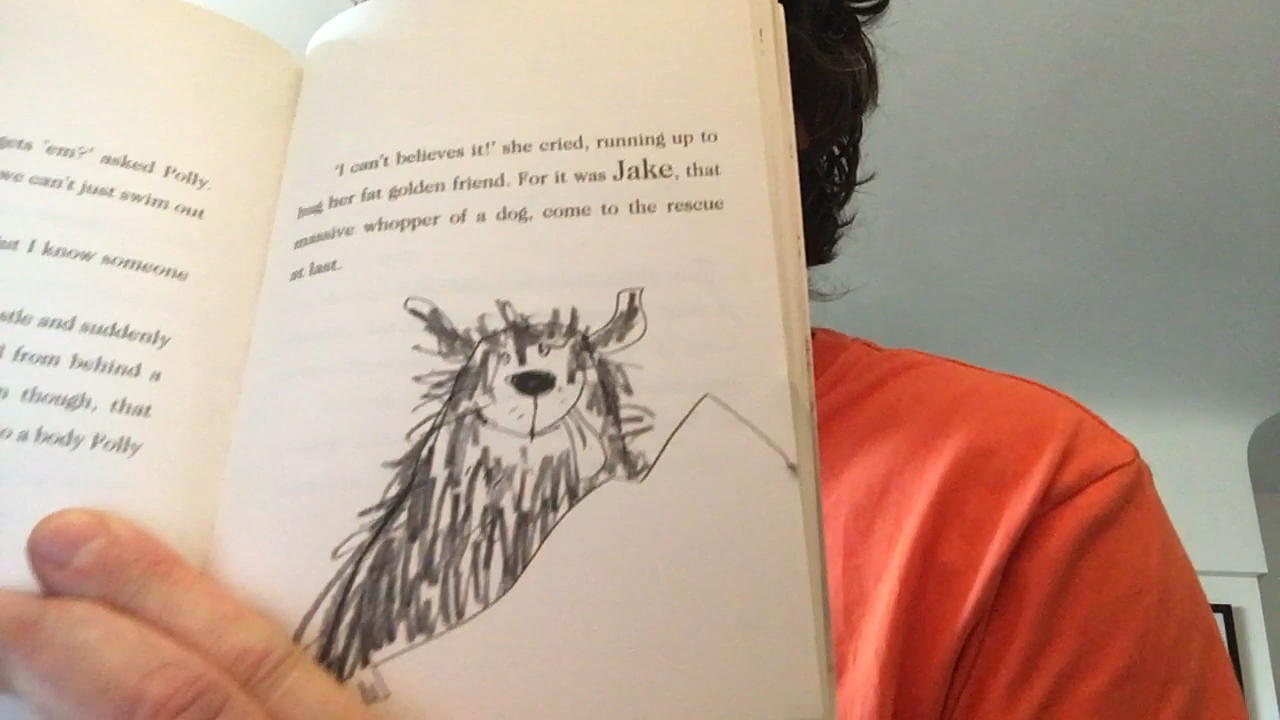 gets 'em?' asked Polly.
we can't just swim out
I know someone
and suddenly
from behind a
though, that
o a body Polly
'I can't believes it!' she cried, running up to
hug her fat golden friend. For it was Jake, that
massive whopper of a dog, come to the rescue
at last.